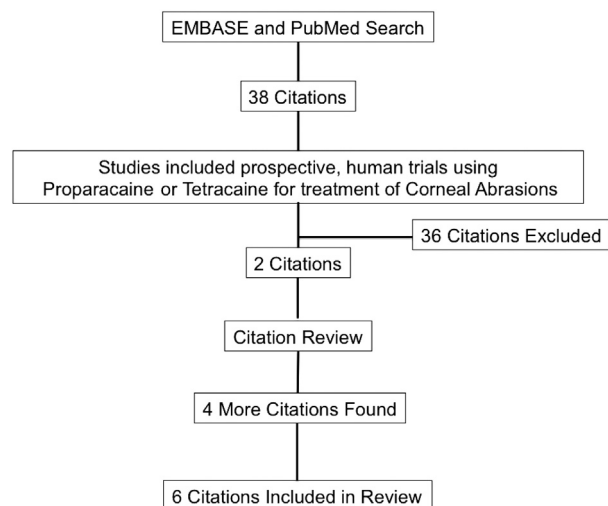 EMBASE and PubMed Search
38 Citations
Studies included prospective, human trials using
Proparacaine or Tetracaine for treatment of Corneal Abrasions
36 Citations Excluded
2 Citations
Citation Review
4 More Citations Found
6 Citations Included in Review